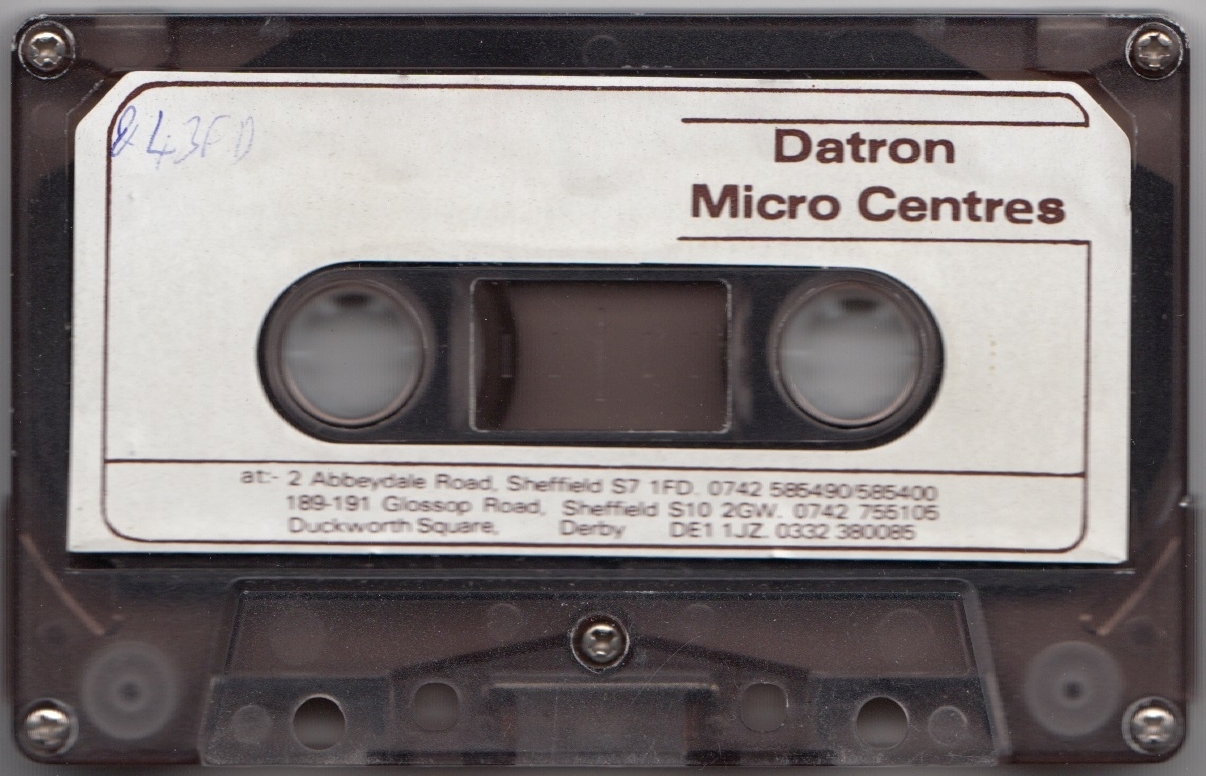 Datron
Micro Centres
at:- 2 Abbeydale Road, Sheffield S7 1FD. 0742 585490/585400
189-191 Glossop Road, Sheffield S10 2GW. 0742 755105
Duckworth Square, Derby DE1 1JZ. 0332 380085